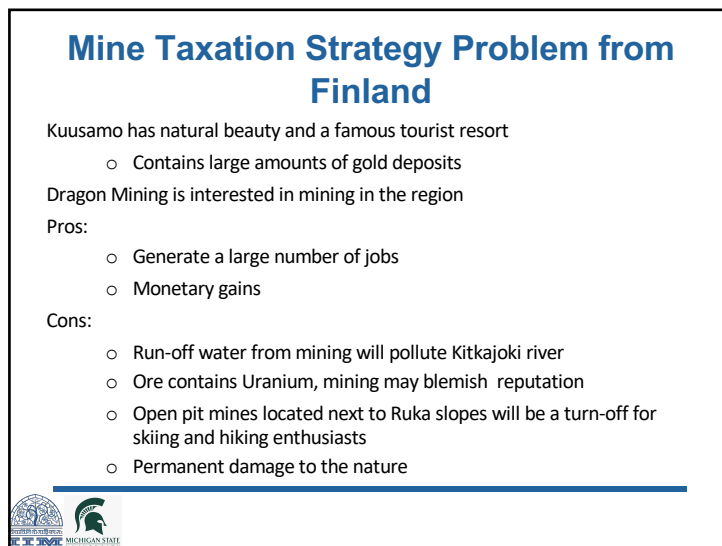 Mine Taxation Strategy Problem from
Finland
Kuusamo has natural beauty and a famous tourist resort
o Contains large amounts of gold deposits
Dragon Mining is interested in mining in the region
Pros:
o Generate a large number of jobs
o Monetary gains
Cons:
o Run-off water from mining will pollute Kitkajoki river
o Ore contains Uranium, mining may blemish reputation
o Open pit mines located next to Ruka slopes will be a turn-off for
skiing and hiking enthusiasts
o Permanent damage to the nature
IIM
MICHIGAN STATE